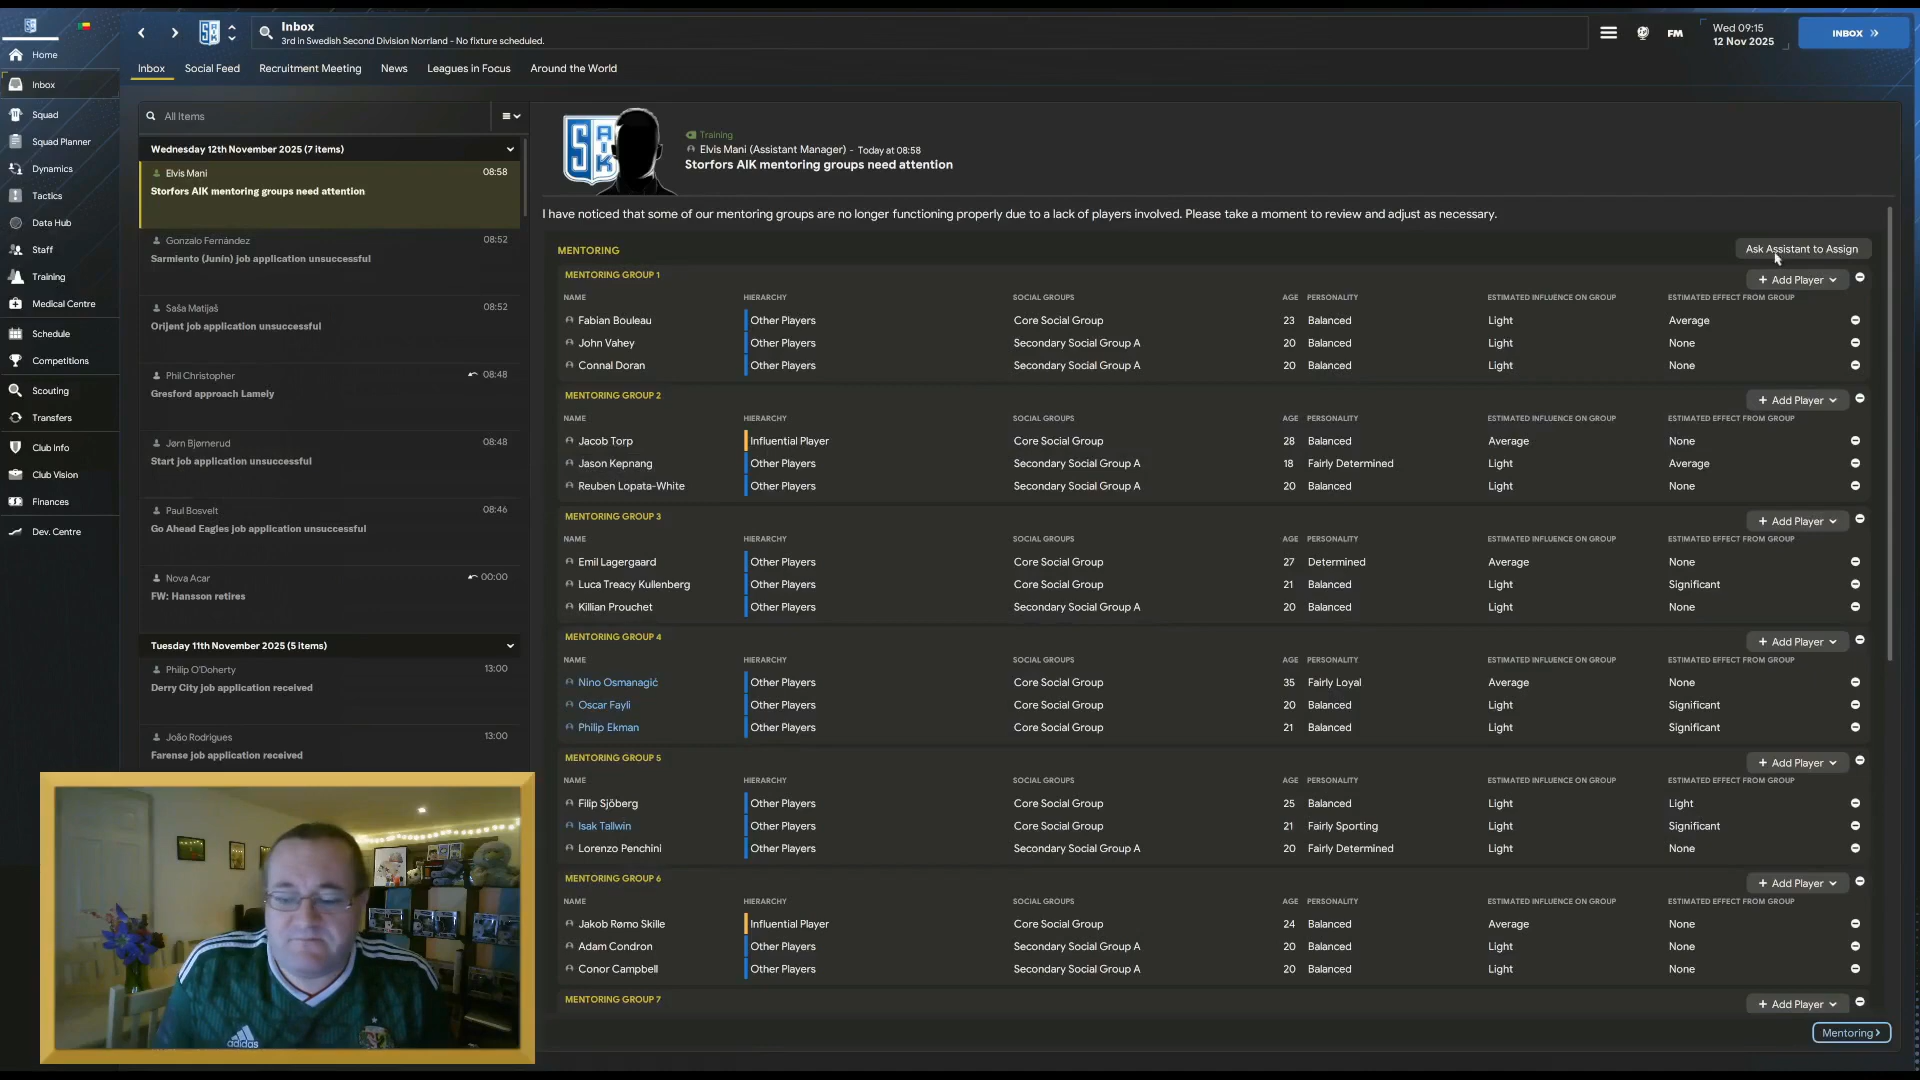 Inbox
3rd in Swedish Second Division Norrland - No fixture scheduled.
FM
Wed 09:15
12 Nov 2025
INBOX
Home
Inbox
Squad
Squad Planner
Dynamics
Tactics
Data Hub
Staff
Training
Medical Centre
Schedule
Competitions
Scouting
Transfers
Club Info
Club Vision
Finances
Dev. Centre
Inbox Social Feed Recruitment Meeting News Leagues in Focus Around the World
All Items
Wednesday 12th November 2025 (7 items)
Elvis Mani 08:58
Storfors AIK mentoring groups need attention
Gonzalo Fernández 08:52
Sarmiento (Junín) job application unsuccessful
Saša Matijaš 08:52
Orijent job application unsuccessful
Phil Christopher 08:48
Gresford approach Lamely
Jørn Bjørnerud 08:48
Start job application unsuccessful
Paul Bosvelt 08:46
Go Ahead Eagles job application unsuccessful
Nova Acar 00:00
FW: Hansson retires
Tuesday 11th November 2025 (5 items)
Philip O'Doherty 13:00
Derry City job application received
João Rodrigues 13:00
Farense job application received
Training
Elvis Mani (Assistant Manager) - Today at 08:58
Storfors AIK mentoring groups need attention
I have noticed that some of our mentoring groups are no longer functioning properly due to a lack of players involved. Please take a moment to review and adjust as necessary.
MENTORING Ask Assistant to Assign
MENTORING GROUP 1 + Add Player
NAME HIERARCHY SOCIAL GROUPS AGE PERSONALITY ESTIMATED INFLUENCE ON GROUP ESTIMATED EFFECT FROM GROUP
Fabian Bouleau Other Players Core Social Group 23 Balanced Light Average
John Vahey Other Players Secondary Social Group A 20 Balanced Light None
Connal Doran Other Players Secondary Social Group A 20 Balanced Light None
MENTORING GROUP 2 + Add Player
NAME HIERARCHY SOCIAL GROUPS AGE PERSONALITY ESTIMATED INFLUENCE ON GROUP ESTIMATED EFFECT FROM GROUP
Jacob Torp Influential Player Core Social Group 28 Balanced Average None
Jason Kepnang Other Players Secondary Social Group A 18 Fairly Determined Light Average
Reuben Lopata-White Other Players Secondary Social Group A 20 Balanced Light None
MENTORING GROUP 3 + Add Player
NAME HIERARCHY SOCIAL GROUPS AGE PERSONALITY ESTIMATED INFLUENCE ON GROUP ESTIMATED EFFECT FROM GROUP
Emil Lagergaard Other Players Core Social Group 27 Determined Average None
Luca Treacy Kullenberg Other Players Core Social Group 21 Balanced Light Significant
Killian Prouchet Other Players Secondary Social Group A 20 Balanced Light None
MENTORING GROUP 4 + Add Player
NAME HIERARCHY SOCIAL GROUPS AGE PERSONALITY ESTIMATED INFLUENCE ON GROUP ESTIMATED EFFECT FROM GROUP
Nino Osmanagić Other Players Core Social Group 35 Fairly Loyal Average None
Oscar Fayli Other Players Core Social Group 20 Balanced Light Significant
Philip Ekman Other Players Core Social Group 21 Balanced Light Significant
MENTORING GROUP 5 + Add Player
NAME HIERARCHY SOCIAL GROUPS AGE PERSONALITY ESTIMATED INFLUENCE ON GROUP ESTIMATED EFFECT FROM GROUP
Filip Sjöberg Other Players Core Social Group 25 Balanced Light Light
Isak Tallwin Other Players Core Social Group 21 Fairly Sporting Light Significant
Lorenzo Penchini Other Players Secondary Social Group A 20 Fairly Determined Light None
MENTORING GROUP 6 + Add Player
NAME HIERARCHY SOCIAL GROUPS AGE PERSONALITY ESTIMATED INFLUENCE ON GROUP ESTIMATED EFFECT FROM GROUP
Jakob Rømo Skille Influential Player Core Social Group 24 Balanced Average None
Adam Condron Other Players Secondary Social Group A 20 Balanced Light None
Conor Campbell Other Players Secondary Social Group A 20 Balanced Light None
MENTORING GROUP 7 + Add Player
Mentoring >
adidas